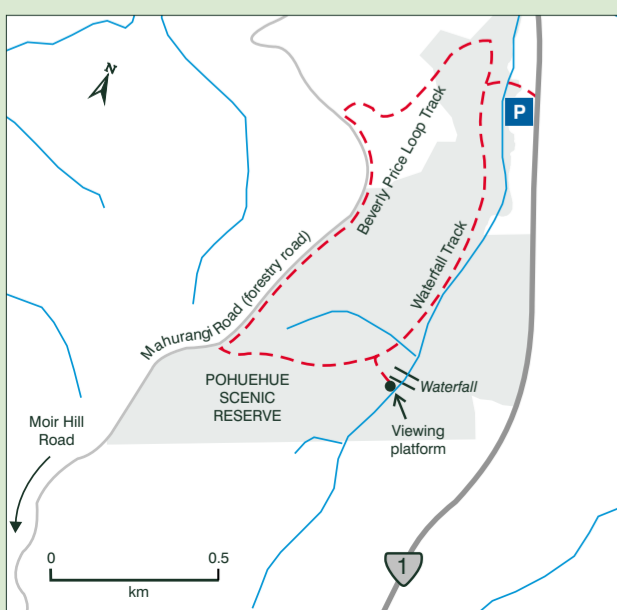 N
P
Beverly Price Loop Track
Waterfall Track
Mahurangi Road (forestry road)
POHUEHUE
SCENIC
RESERVE
Waterfall
Viewing
platform
Moir Hill
Road
0 0.5
km
1